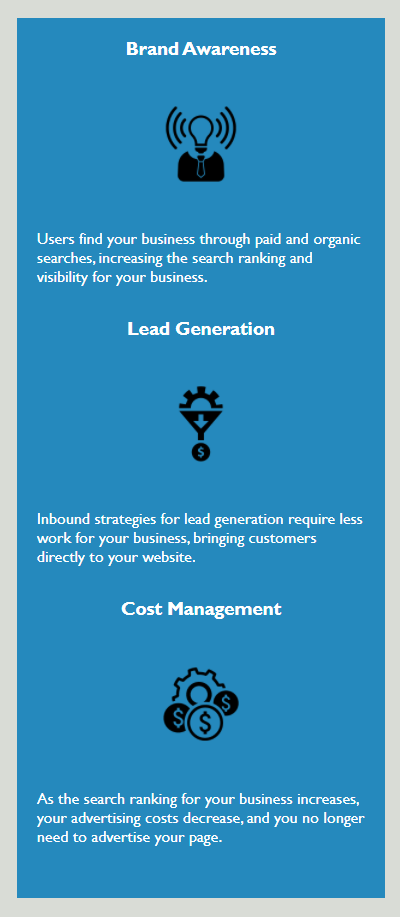 Brand Awareness
Users find your business through paid and organic
searches, increasing the search ranking and
visibility for your business.
Lead Generation
$
Inbound strategies for lead generation require less
work for your business, bringing customers
directly to your website.
Cost Management
$ $ $
As the search ranking for your business increases,
your advertising costs decrease, and you no longer
need to advertise your page.